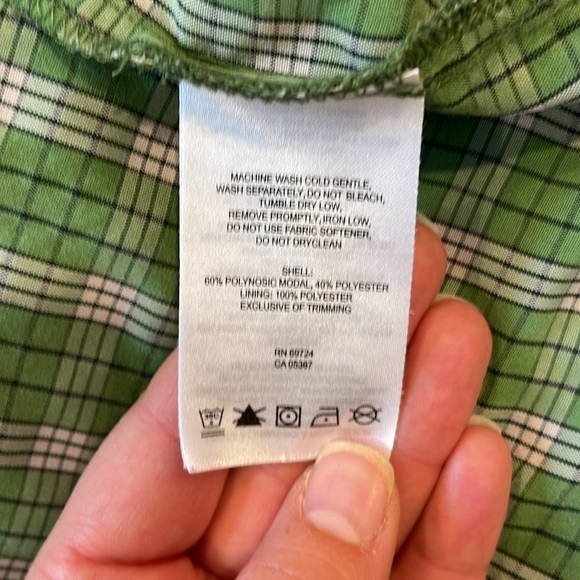 MACHINE WASH COLD GENTLE,
WASH SEPARATELY, DO NOT BLEACH,
TUMBLE DRY LOW,
REMOVE PROMPTLY, IRON LOW,
DO NOT USE FABRIC SOFTENER,
DO NOT DRYCLEAN
SHELL:
60% POLYNOSIC MODAL, 40% POLYESTER
LINING: 100% POLYESTER
EXCLUSIVE OF TRIMMING
RN 69724
CA 05367